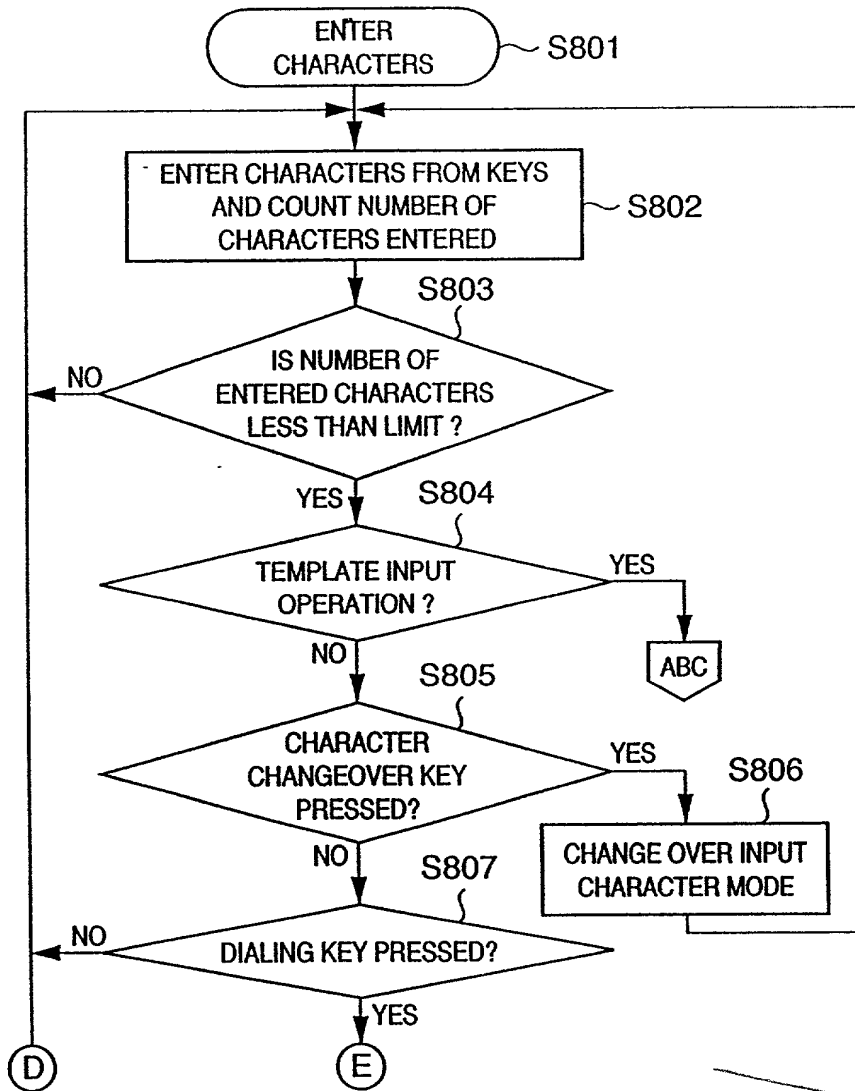 ENTER
CHARACTERS
S801
ENTER CHARACTERS FROM KEYS
AND COUNT NUMBER OF
CHARACTERS ENTERED
S802
S803
IS NUMBER OF
ENTERED CHARACTERS
LESS THAN LIMIT ?
NO
YES
S804
TEMPLATE INPUT
OPERATION ?
YES
ABC
NO
S805
CHARACTER
CHANGEOVER KEY
PRESSED?
YES
S806
CHANGE OVER INPUT
CHARACTER MODE
NO
S807
DIALING KEY PRESSED?
NO
YES
D
E